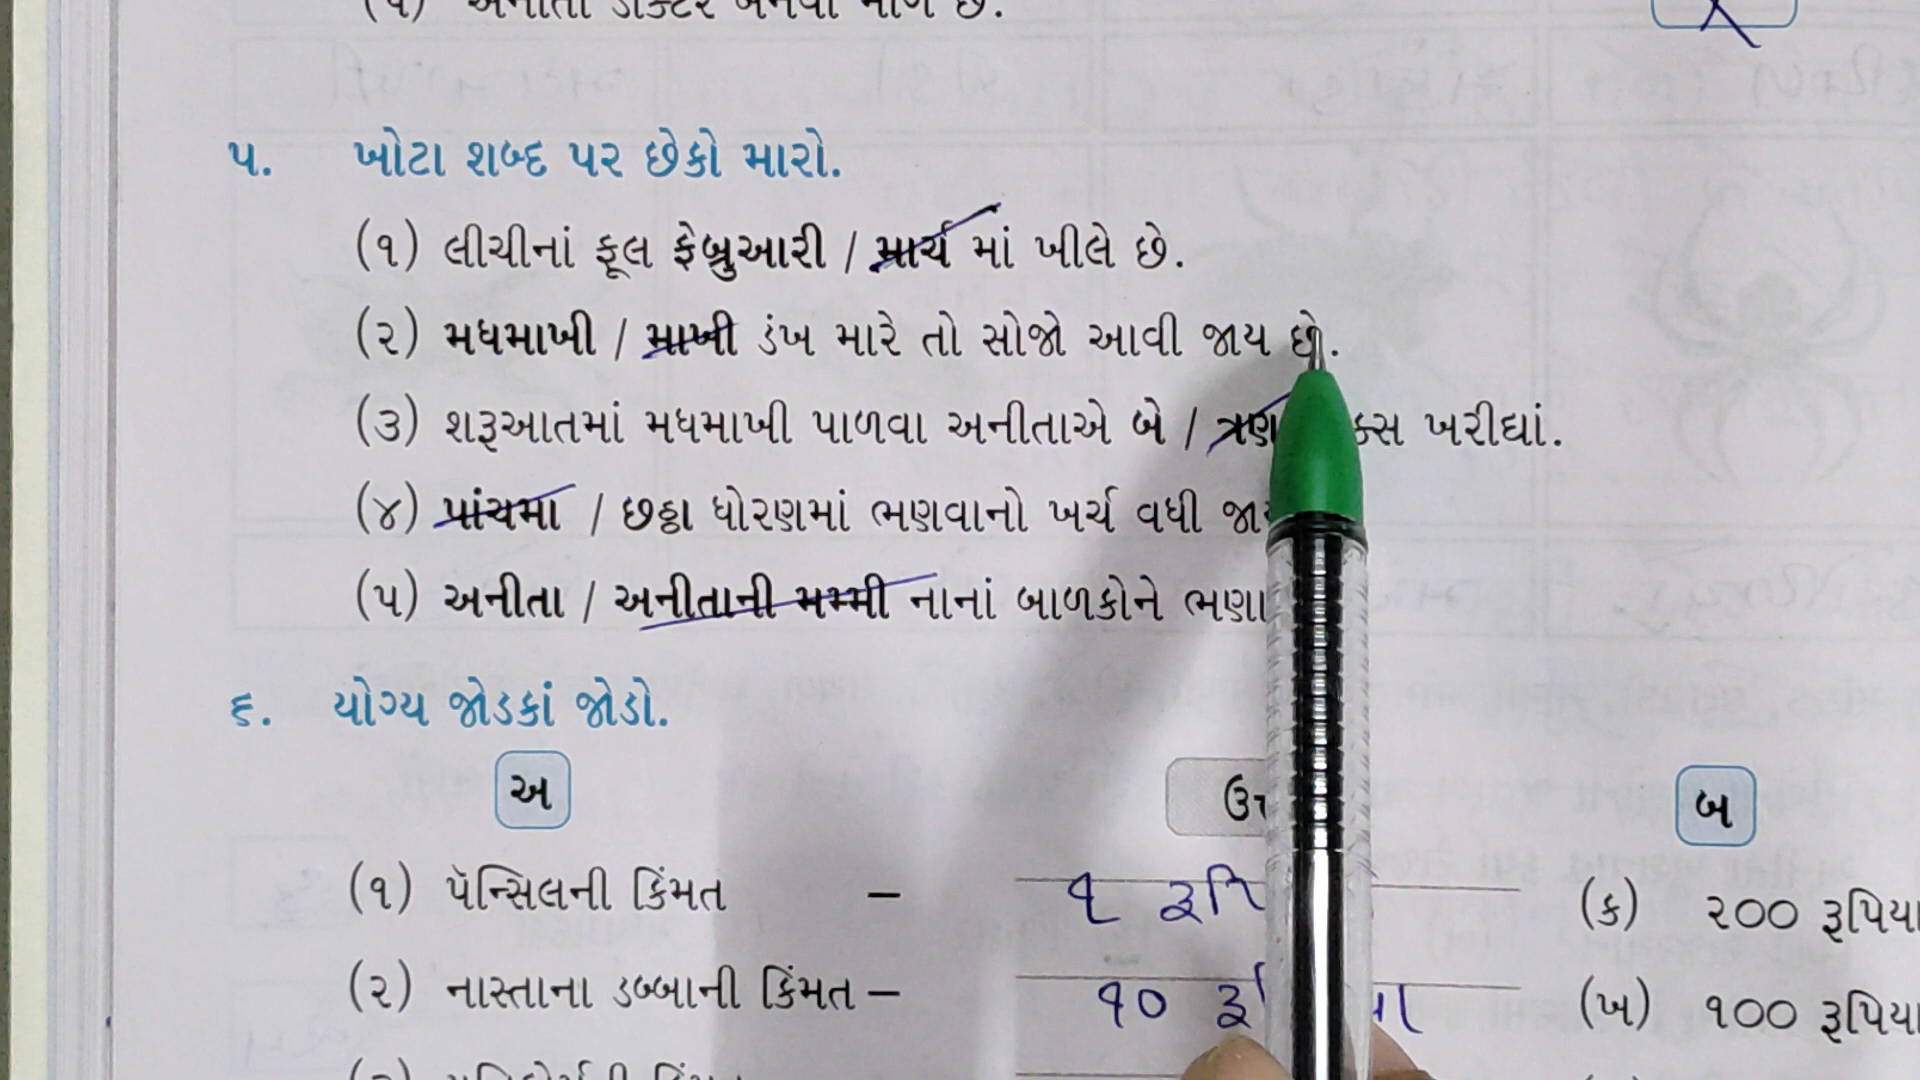 ૫. ખોટા શબ્દ પર છેકો મારો.
(૧) લીચીનાં ફૂલ ફેબ્રુઆરી / માર્ચ માં ખીલે છે.
(૨) મધમાખી / માખી ડંખ મારે તો સોજો આવી જાય છે.
(૩) શરૂઆતમાં મધમાખી પાળવા અનીતાએ બે / ત્રણ ક્સ ખરીદ્યાં.
(૪) પાંચમા / છઠ્ઠા ધોરણમાં ભણવાનો ખર્ચ વધી
(૫) અનીતા / અનીતાની મમ્મી નાનાં બાળકોને
૬. યોગ્ય જોડકાં જોડો.
અ બ
(૧) પૅન્સિલની કિંમત – ૧ (ક) ૨૦૦ રૂપિયા
(૨) નાસ્તાના ડબ્બાની કિંમત – ૧૦ (ખ) ૧૦૦ રૂપિયા